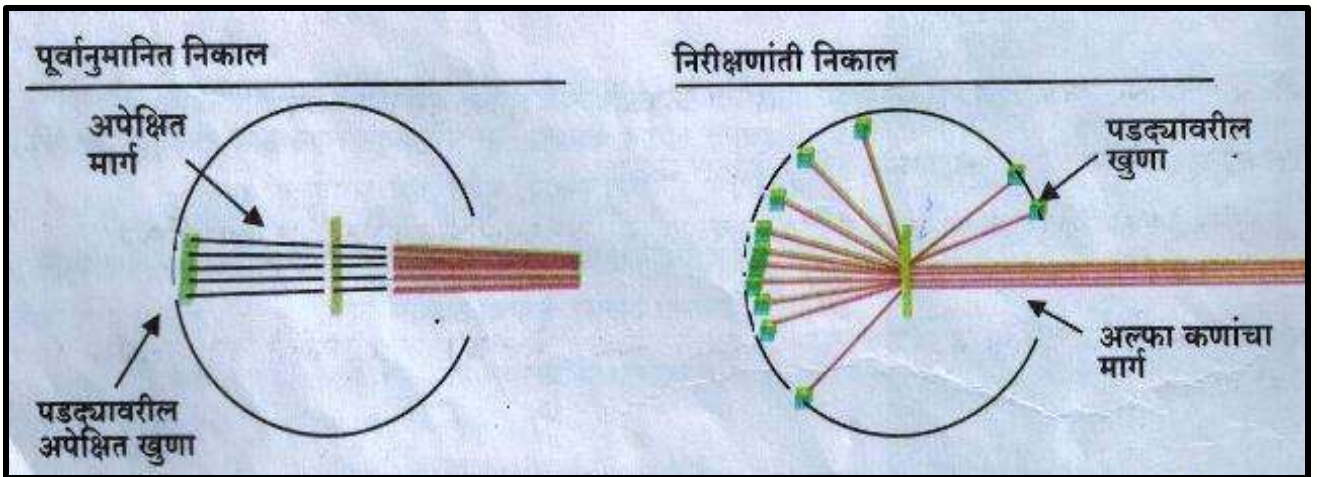 पूर्वानुमानित निकाल
अपेक्षित
मार्ग
पडद्यावरील
अपेक्षित खुणा
निरीक्षणांती निकाल
पडद्यावरील
खुणा
अल्फा कणांचा
मार्ग